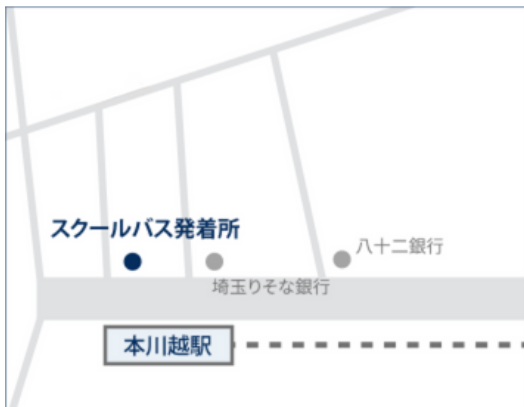 スクールバス発着所
八十二銀行
埼玉りそな銀行
本川越駅